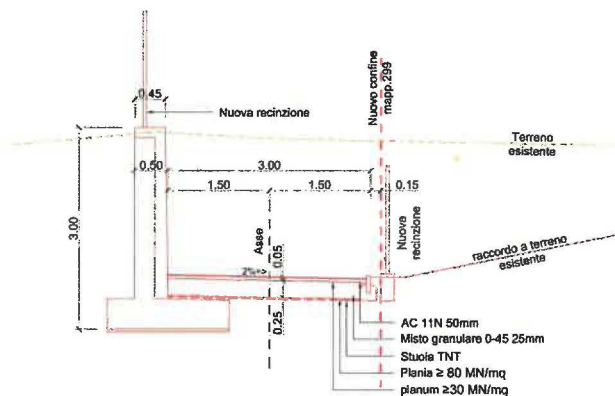 0.45
Nuova recinzione
Nuovo confine
mapp.299
Terreno
esistente
0.50
3.00
1.50
1.50
0.15
3.00
Asse
0.05
Nuova
recinzione
raccordo a terreno
esistente
2%=>
0.25
AC 11N 50mm
Misto granulare 0-45 25mm
Stuoia TNT
Plania ≥ 80 MN/mq
planum ≥30 MN/mq